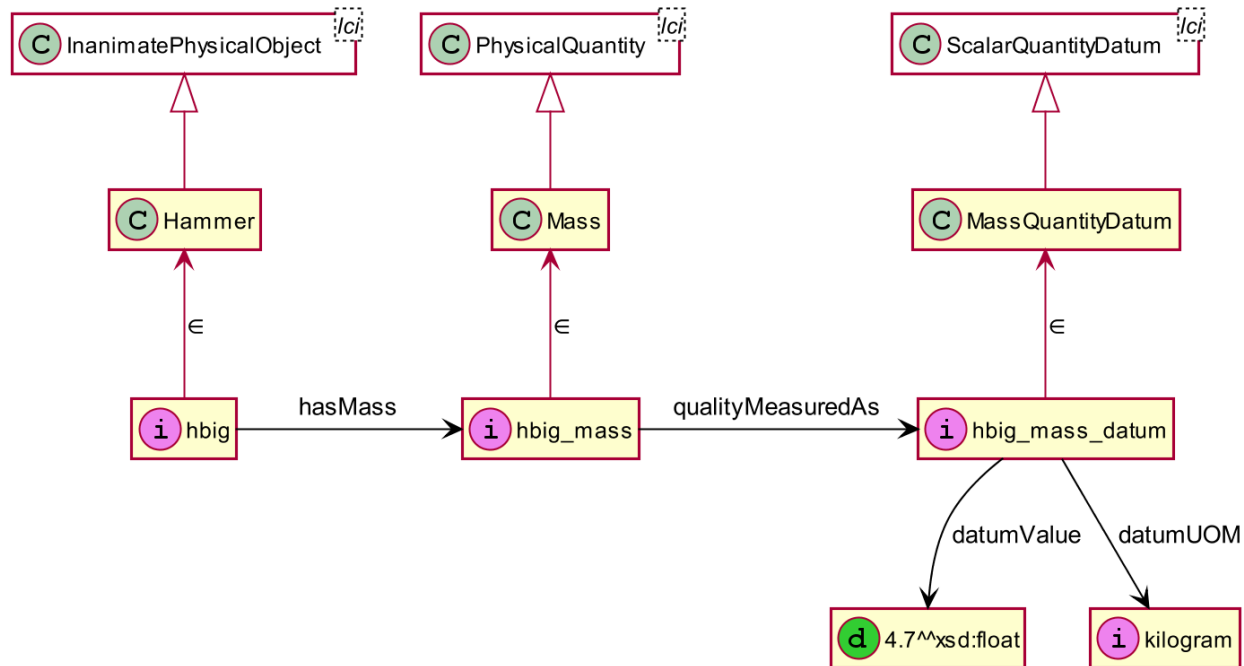 C InanimatePhysicalObject lci
C PhysicalQuantity lci
C ScalarQuantityDatum lci
C Hammer
C Mass
C MassQuantityDatum
∈
∈
∈
i hbig
hasMass
i hbig_mass
qualityMeasuredAs
i hbig_mass_datum
datumValue
datumUOM
d 4.7^^xsd:float
i kilogram